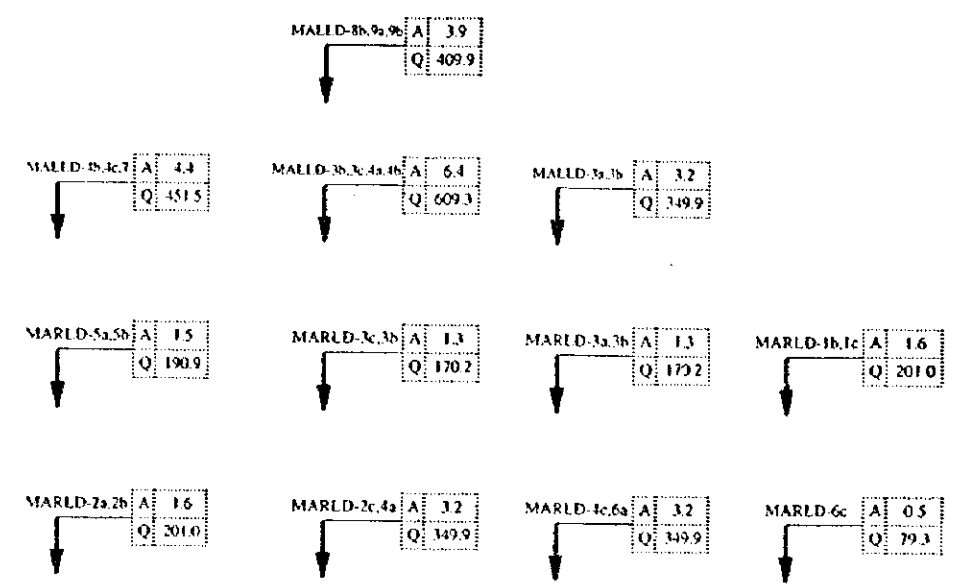 MALLD-8b,9a,9b A 3.9
Q 409.9
MALLD-4b,4c,7 A 4.4
Q 451.5
MALLD-3b,3c,4a,4b A 6.4
Q 609.3
MALLD-3a,3b A 3.2
Q 349.9
MARLD-5a,5b A 1.5
Q 190.9
MARLD-3c,3b A 1.3
Q 170.2
MARLD-3a,3b A 1.3
Q 170.2
MARLD-1b,1c A 1.6
Q 201.0
MARLD-2a,2b A 1.6
Q 201.0
MARLD-2c,4a A 3.2
Q 349.9
MARLD-4c,6a A 3.2
Q 349.9
MARLD-6c A 0.5
Q 79.3